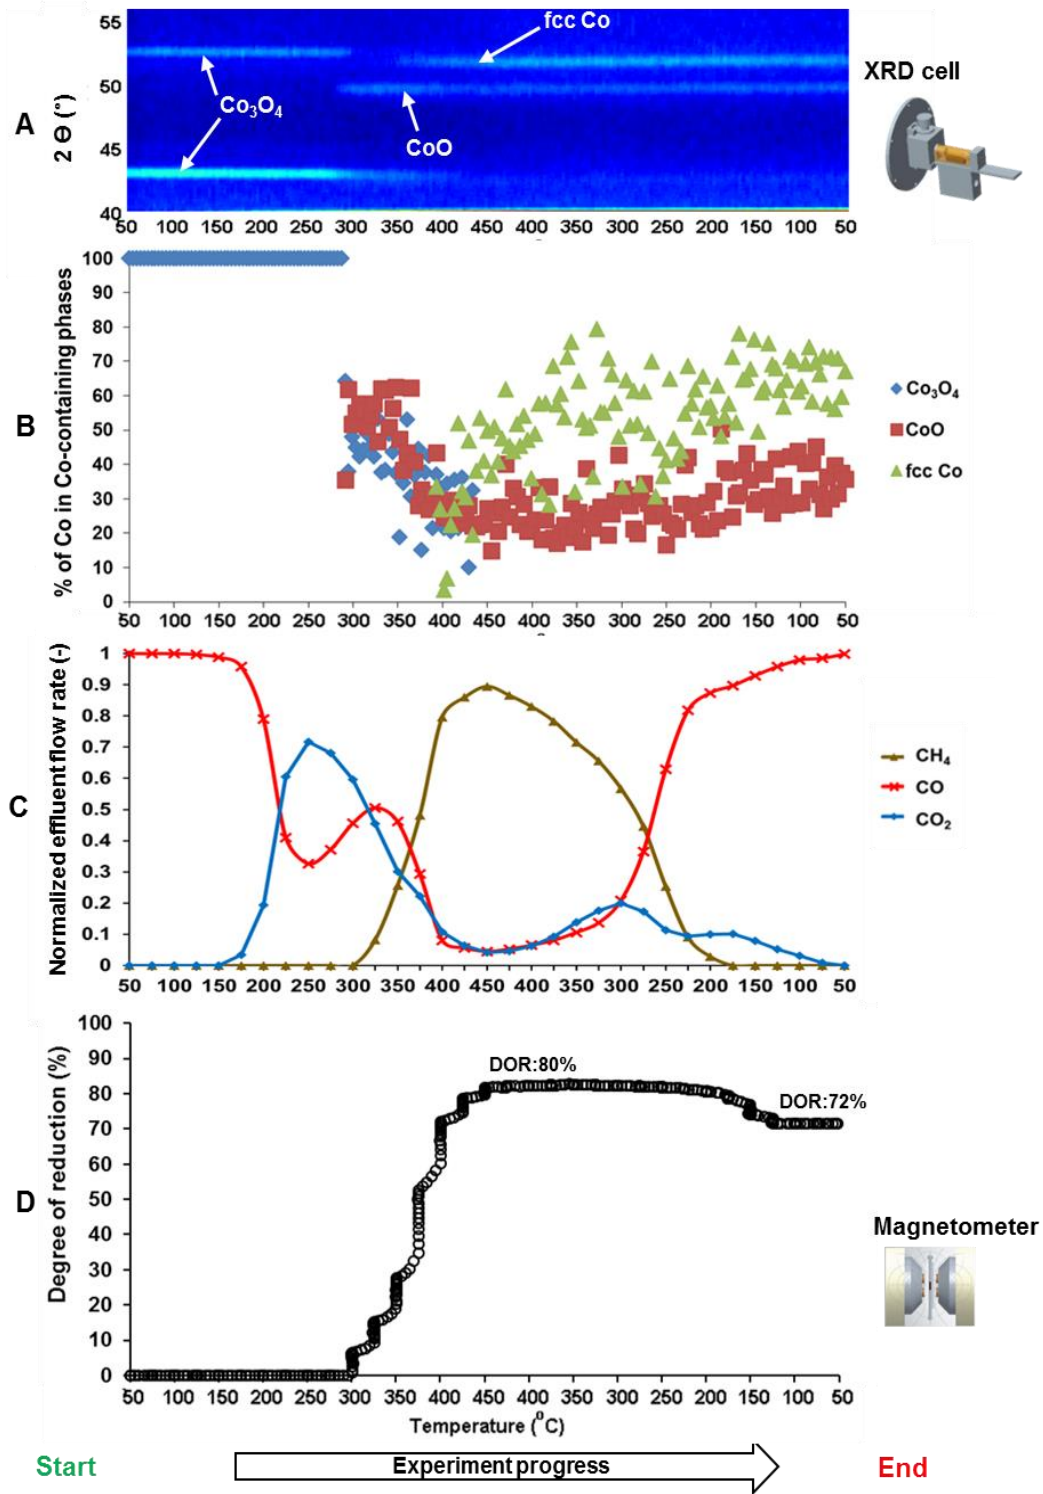 A
2 Θ (°)
55
50
45
40
fcc Co
Co₃O₄
CoO
XRD cell
50 100 150 200 250 300 350 400 450 400 350 300 250 200 150 100 50
B
% of Co in Co-containing phases
100
90
80
70
60
50
40
30
20
10
0
50 100 150 200 250 300 350 400 450 400 350 300 250 200 150 100 50
Co₃O₄
CoO
fcc Co
C
Normalized effluent flow rate (-)
1
0.9
0.8
0.7
0.6
0.5
0.4
0.3
0.2
0.1
0
50 100 150 200 250 300 350 400 450 400 350 300 250 200 150 100 50
CH₄
CO
CO₂
D
Degree of reduction (%)
100
90
80
70
60
50
40
30
20
10
0
DOR:80%
DOR:72%
50 100 150 200 250 300 350 400 450 400 350 300 250 200 150 100 50
Temperature (°C)
Magnetometer
Start
Experiment progress
End